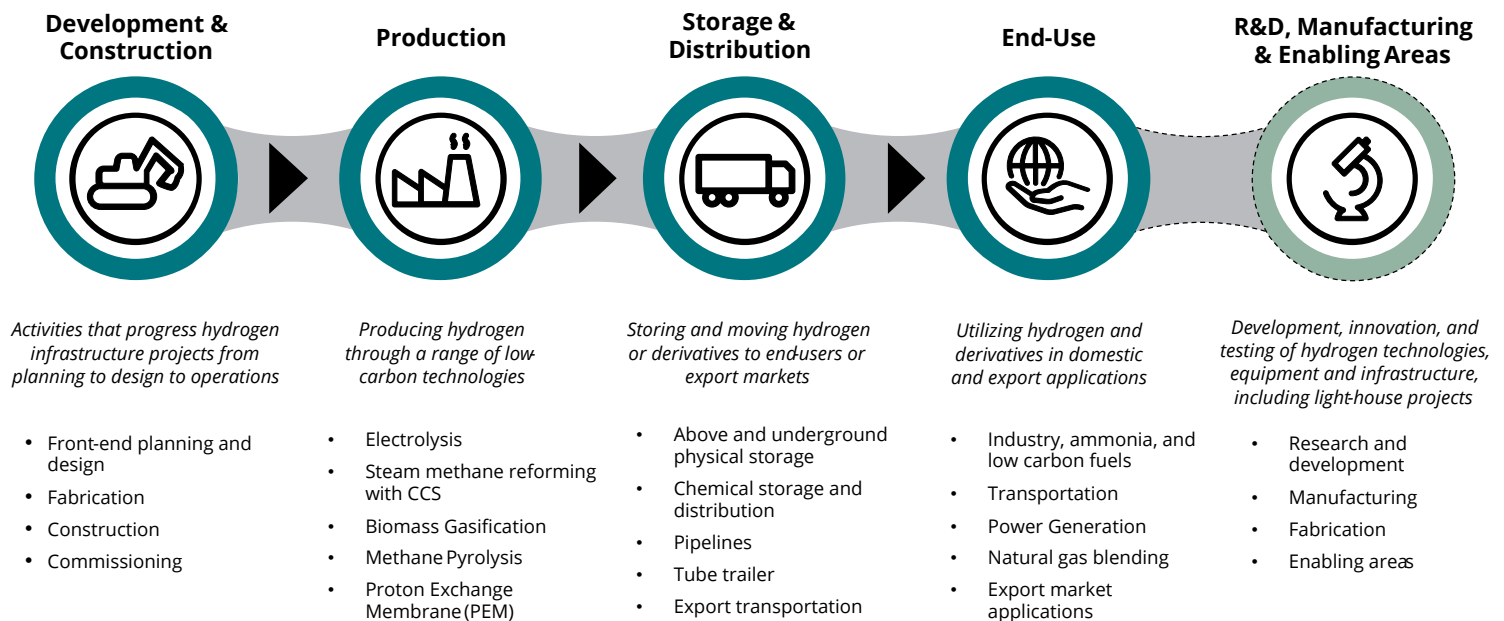 Development &
Construction
Production
Storage &
Distribution
End-Use
R&D, Manufacturing
& Enabling Areas
Activities that progress hydrogen
infrastructure projects from
planning to design to operations
Producing hydrogen
through a range of low-
carbon technologies
Storing and moving hydrogen
or derivatives to end-users or
export markets
Utilizing hydrogen and
derivatives in domestic
and export applications
Development, innovation, and
testing of hydrogen technologies,
equipment and infrastructure,
including light-house projects
• Front-end planning and
design
• Fabrication
• Construction
• Commissioning
• Electrolysis
• Steam methane reforming
with CCS
• Biomass Gasification
• Methane Pyrolysis
• Proton Exchange
Membrane (PEM)
• Above and underground
physical storage
• Chemical storage and
distribution
• Pipelines
• Tube trailer
• Export transportation
• Industry, ammonia, and
low carbon fuels
• Transportation
• Power Generation
• Natural gas blending
• Export market
applications
• Research and
development
• Manufacturing
• Fabrication
• Enabling areas